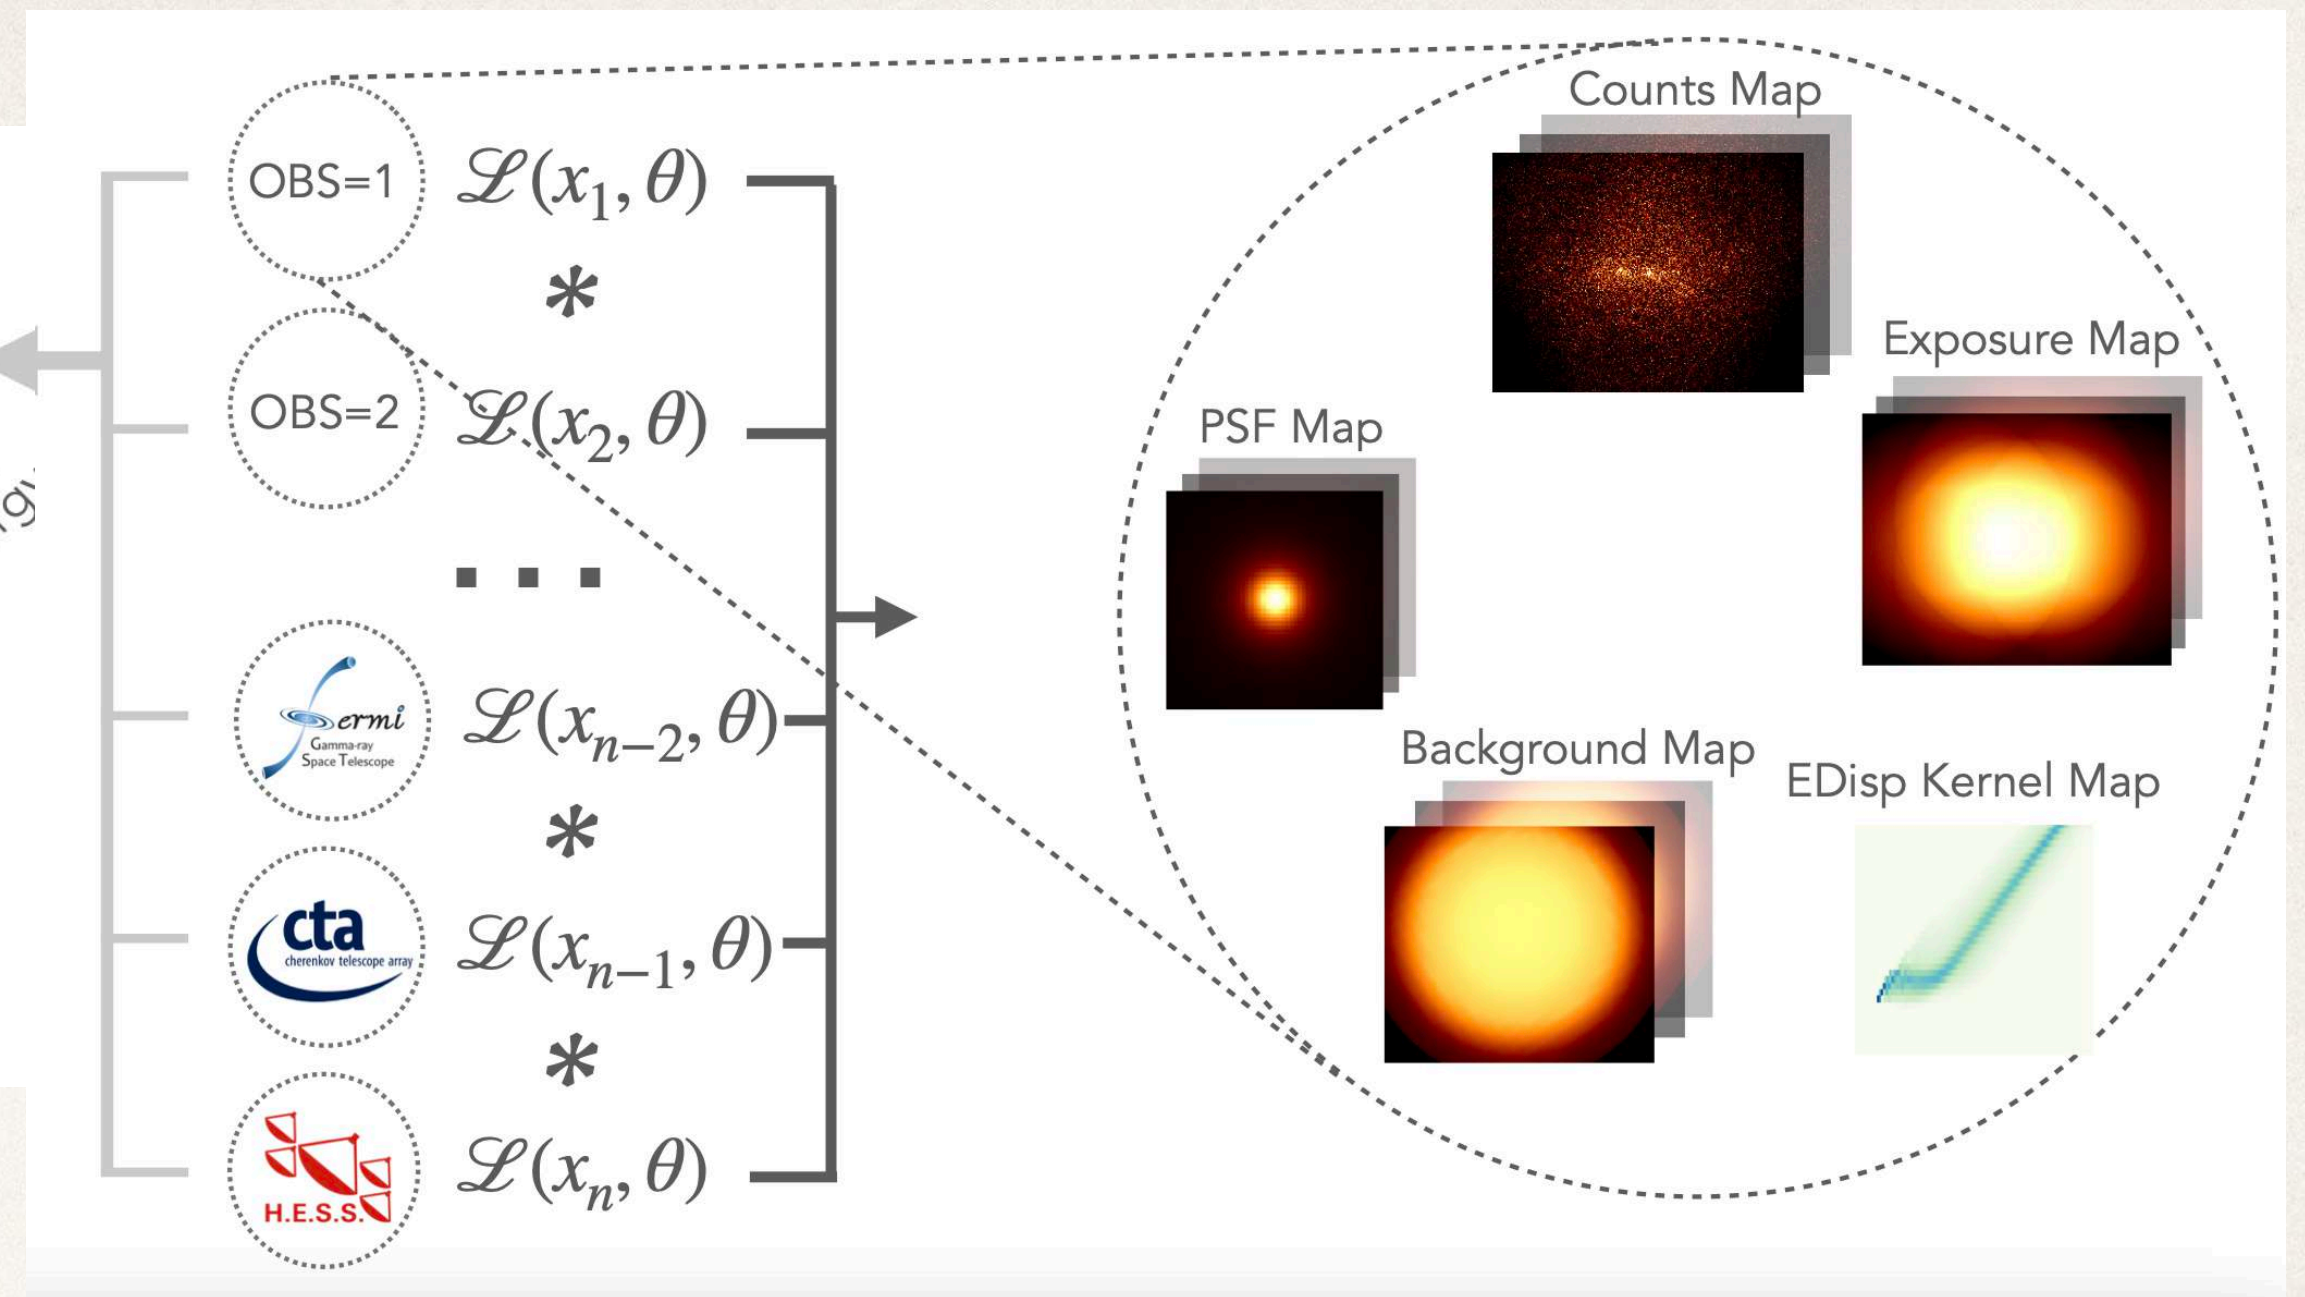 Counts Map
OBS=1
ℒ(x₁, θ)
*
Exposure Map
OBS=2
ℒ(x₂, θ)
PSF Map
...
Fermi
Gamma-ray
Space Telescope
ℒ(xₙ₋₂, θ)
Background Map
EDisp Kernel Map
*
cta
cherenkov telescope array
ℒ(xₙ₋₁, θ)
*
H.E.S.S.
ℒ(xₙ, θ)